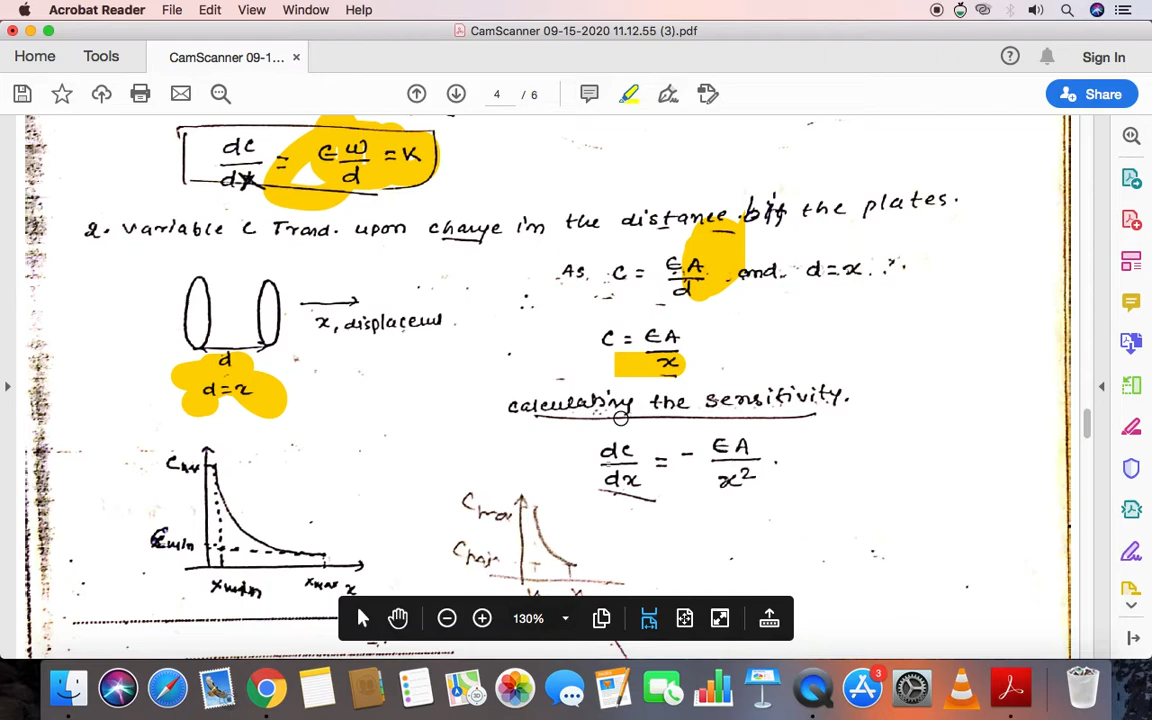 Acrobat Reader File Edit View Window Help
CamScanner 09-15-2020 11.12.55 (3).pdf
Home Tools CamScanner 09-1... × Sign In
4 / 6 Share
dc/dx = ∈ w/d = K
2. Variable C Trand. upon change in the distance b/n the plates.
As C = ∈A/d and d = x
x, displacement
∴ C = ∈A/x
d
d = x
calculating the sensitivity.
dc/dx = - ∈A/x²
Cmin
xmin xmax x
Cmax
130%
3